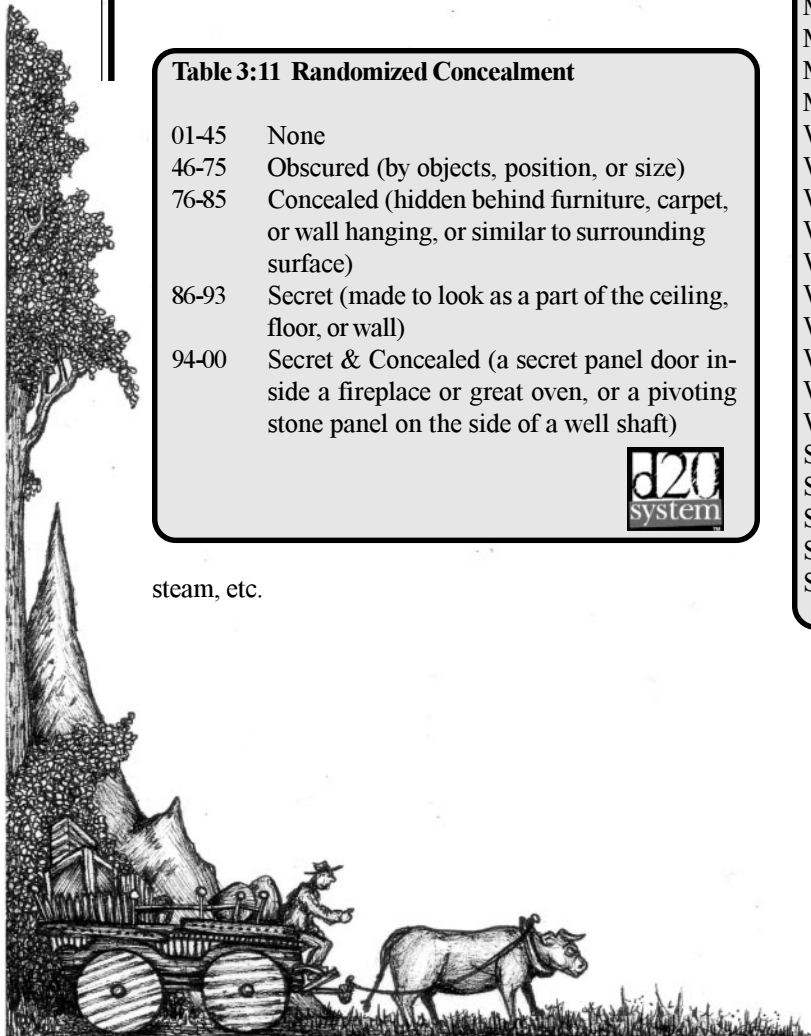 Table 3:11 Randomized Concealment
01-45 None
46-75 Obscured (by objects, position, or size)
76-85 Concealed (hidden behind furniture, carpet,
or wall hanging, or similar to surrounding
surface)
86-93 Secret (made to look as a part of the ceiling,
floor, or wall)
94-00 Secret & Concealed (a secret panel door in-
side a fireplace or great oven, or a pivoting
stone panel on the side of a well shaft)
d20
system
steam, etc.